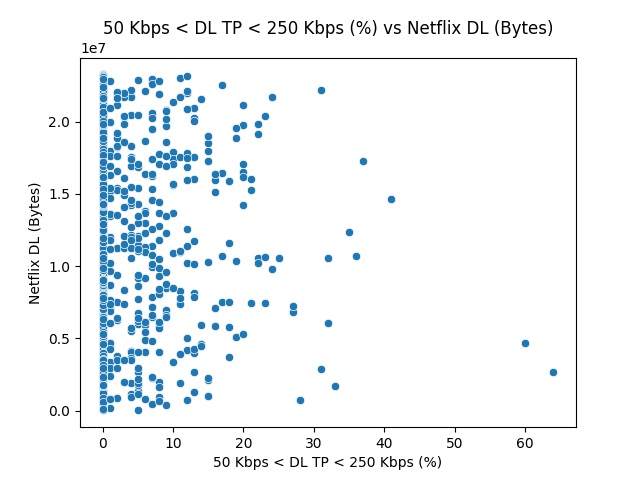 50 Kbps < DL TP < 250 Kbps (%) vs Netflix DL (Bytes)
1e7
2.0
1.5
1.0
0.5
0.0
Netflix DL (Bytes)
0 10 20 30 40 50 60
50 Kbps < DL TP < 250 Kbps (%)